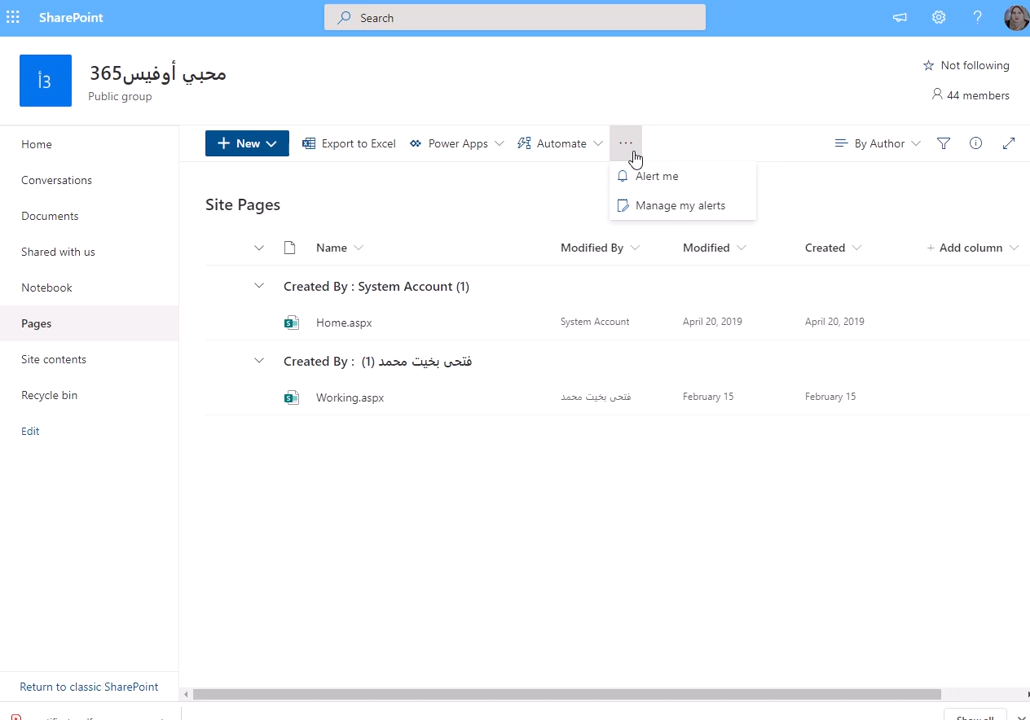 SharePoint
Search
أ3
محبي أوفيس365
Public group
Not following
44 members
Home
Conversations
Documents
Shared with us
Notebook
Pages
Site contents
Recycle bin
Edit
Return to classic SharePoint
New
Export to Excel
Power Apps
Automate
...
By Author
Alert me
Manage my alerts
Site Pages
Name
Modified By
Modified
Created
+ Add column
Created By : System Account (1)
Home.aspx
System Account
April 20, 2019
April 20, 2019
Created By : فتحى بخيت محمد (1)
Working.aspx
فتحى بخيت محمد
February 15
February 15
Show all